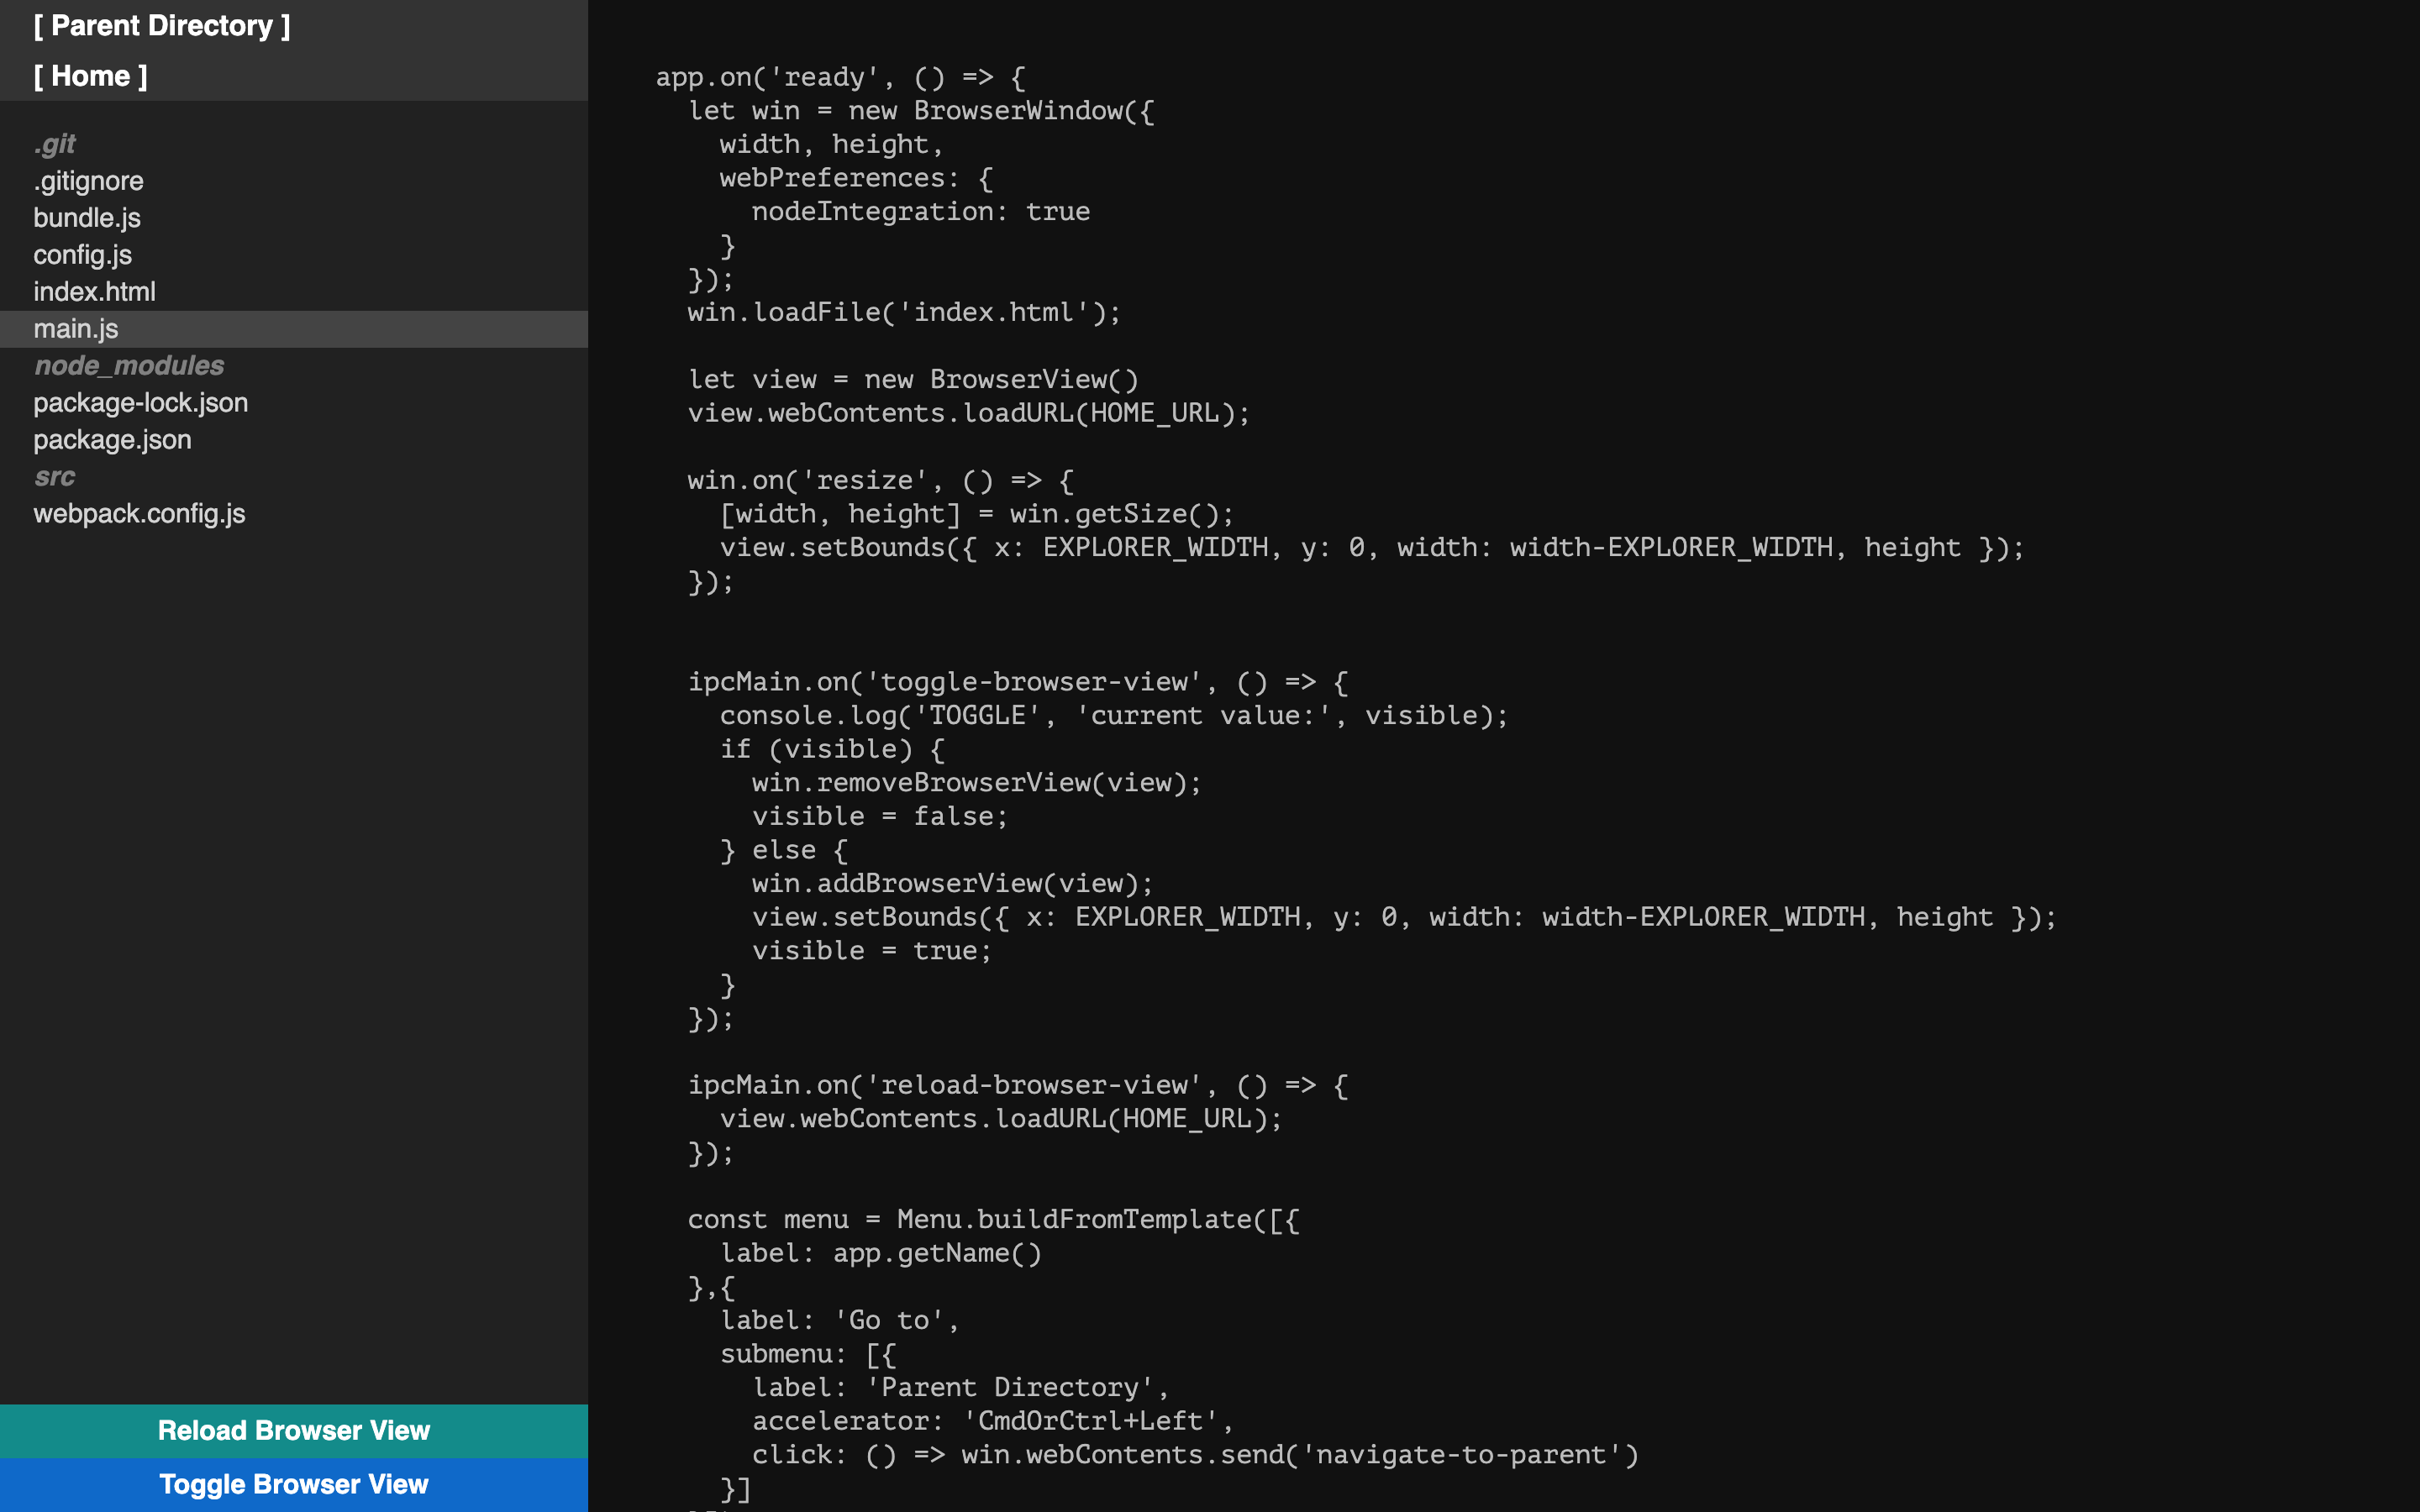 [ Parent Directory ]
[ Home ]
.git
.gitignore
bundle.js
config.js
index.html
main.js
node_modules
package-lock.json
package.json
src
webpack.config.js
Reload Browser View
Toggle Browser View
app.on('ready', () => {
  let win = new BrowserWindow({
    width, height,
    webPreferences: {
      nodeIntegration: true
    }
  });
  win.loadFile('index.html');

  let view = new BrowserView()
  view.webContents.loadURL(HOME_URL);

  win.on('resize', () => {
    [width, height] = win.getSize();
    view.setBounds({ x: EXPLORER_WIDTH, y: 0, width: width-EXPLORER_WIDTH, height });
  });

  ipcMain.on('toggle-browser-view', () => {
    console.log('TOGGLE', 'current value:', visible);
    if (visible) {
      win.removeBrowserView(view);
      visible = false;
    } else {
      win.addBrowserView(view);
      view.setBounds({ x: EXPLORER_WIDTH, y: 0, width: width-EXPLORER_WIDTH, height });
      visible = true;
    }
  });

  ipcMain.on('reload-browser-view', () => {
    view.webContents.loadURL(HOME_URL);
  });

  const menu = Menu.buildFromTemplate([{
    label: app.getName()
  },{
    label: 'Go to',
    submenu: [{
      label: 'Parent Directory',
      accelerator: 'CmdOrCtrl+Left',
      click: () => win.webContents.send('navigate-to-parent')
    }]